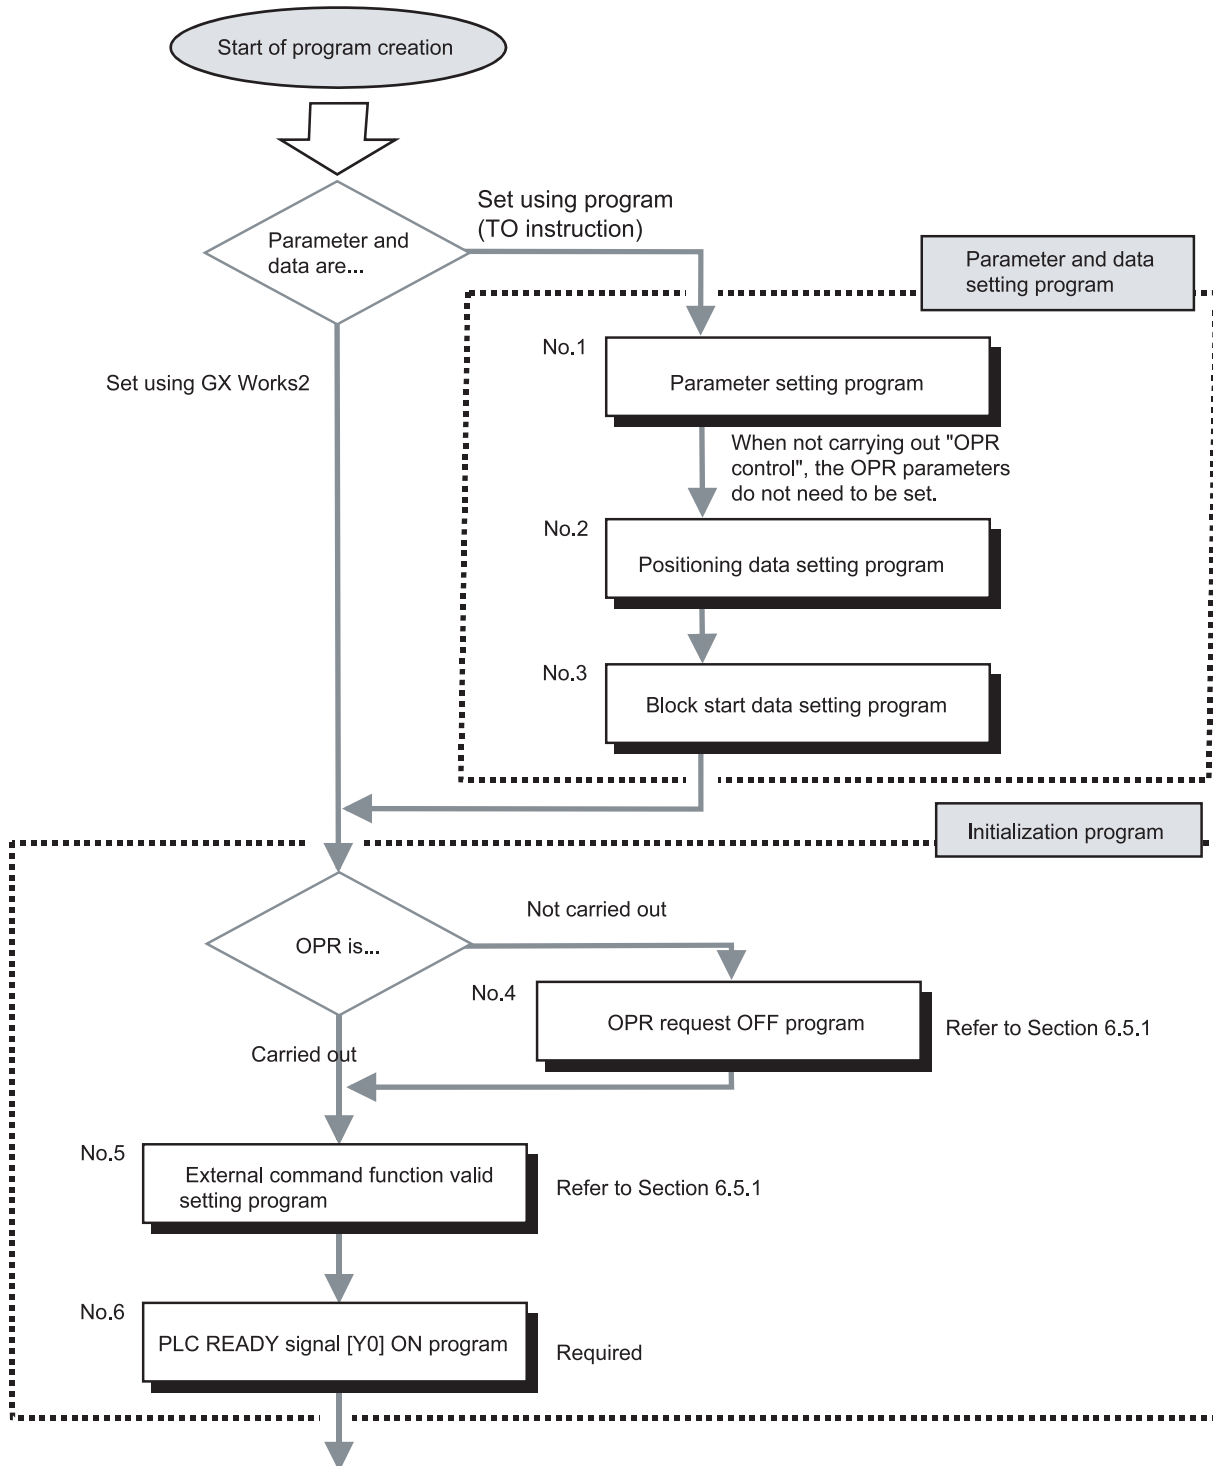 Start of program creation
Set using program
(TO instruction)
Parameter and
data are...
Parameter and data
setting program
No.1
Parameter setting program
Set using GX Works2
When not carrying out "OPR
control", the OPR parameters
do not need to be set.
No.2
Positioning data setting program
No.3
Block start data setting program
Initialization program
Not carried out
OPR is...
No.4
OPR request OFF program
Refer to Section 6.5.1
Carried out
No.5
External command function valid
setting program
Refer to Section 6.5.1
No.6
PLC READY signal [Y0] ON program
Required